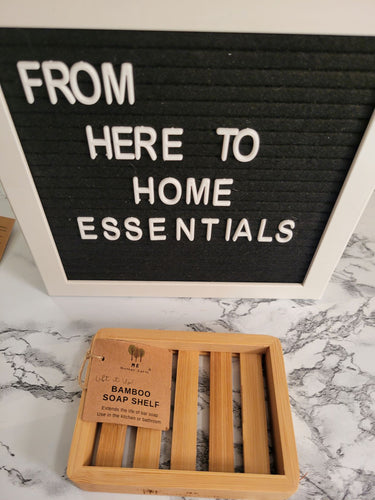 FROM
HERE TO
HOME
ESSENTIALS
ME
BAMBOO
SOAP SHELF
Extends the life of bar soap
Use in the kitchen or bathroom